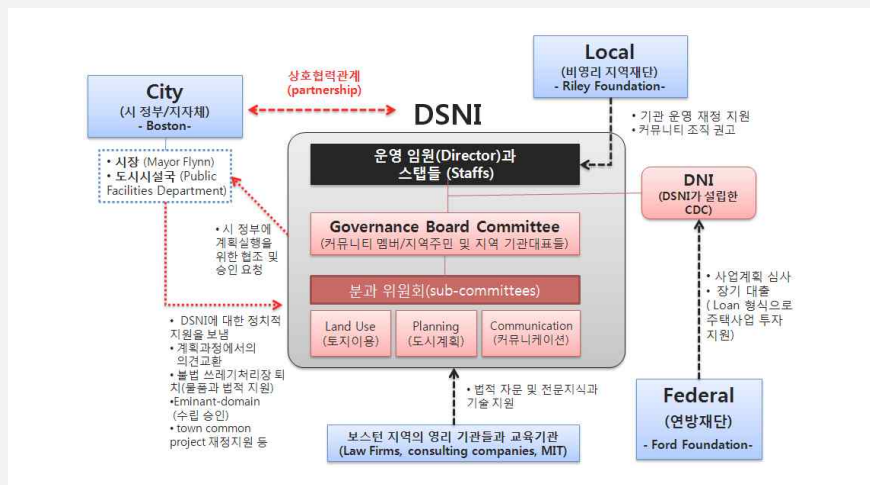 Local
(비영리 지역재단)
- Riley Foundation-
상호협력관계
(partnership)
City
(시 정부/지자체)
- Boston-
DSNI
• 기관 운영 재정 지원
• 커뮤니티 조직 권고
• 시장 (Mayor Flynn)
• 도시시설국 (Public
Facilities Department)
운영 임원(Director)과
스탭들 (Staffs)
DNI
(DSNI가 설립한
CDC)
Governance Board Committee
(커뮤니티 멤버/지역주민 및 지역 기관대표들)
• 시 정부에
계획실행을
위한 협조 및
승인 요청
분과 위원회(sub-committees)
• 사업계획 심사
• 장기 대출
( Loan 형식으로
주택사업 투자
지원)
Land Use
(토지이용)
Planning
(도시계획)
Communication
(커뮤니케이션)
• DSNI에 대한 정치적
지원을 보냄
• 계획과정에서의
의견교환
• 불법 쓰레기처리장 퇴
치(물품과 법적 지원)
•Eminant-domain
(수립 승인)
• town common
project 재정지원 등
• 법적 자문 및 전문지식과
기술 지원
Federal
(연방재단)
- Ford Foundation-
보스턴 지역의 영리 기관들과 교육기관
(Law Firms, consulting companies, MIT)